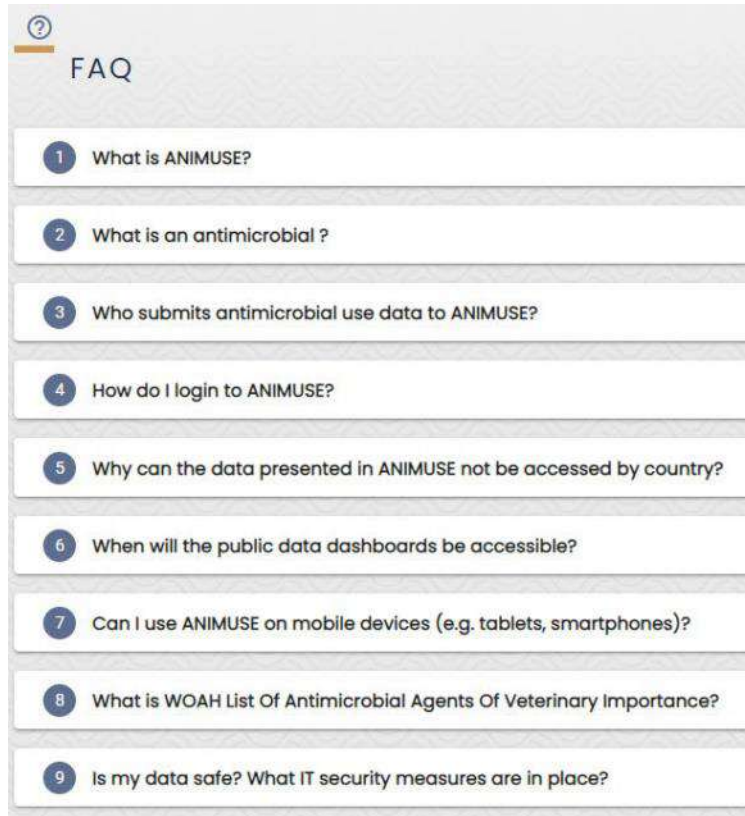 ?
FAQ
1 What is ANIMUSE?
2 What is an antimicrobial ?
3 Who submits antimicrobial use data to ANIMUSE?
4 How do I login to ANIMUSE?
5 Why can the data presented in ANIMUSE not be accessed by country?
6 When will the public data dashboards be accessible?
7 Can I use ANIMUSE on mobile devices (e.g. tablets, smartphones)?
8 What is WOAH List Of Antimicrobial Agents Of Veterinary Importance?
9 Is my data safe? What IT security measures are in place?